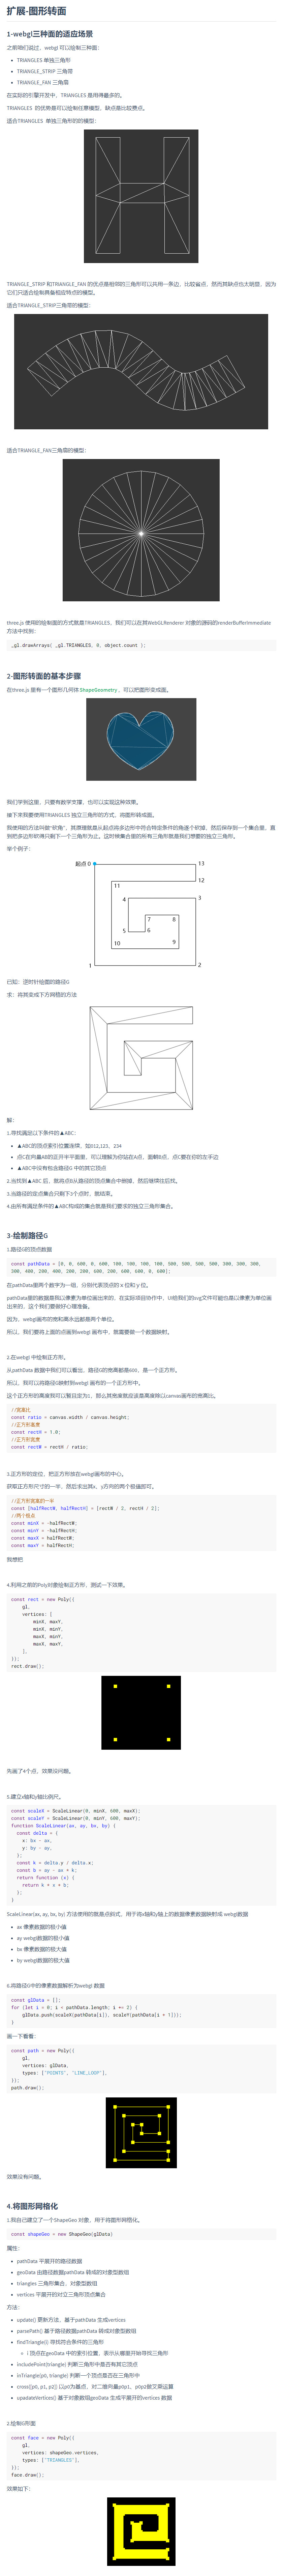 扩展-图形转面
1-webgl三种面的适应场景
之前咱们说过，webgl 可以绘制三种面：
TRIANGLES 单独三角形
TRIANGLE_STRIP 三角带
TRIANGLE_FAN 三角扇
在实际的引擎开发中，TRIANGLES 是用得最多的。
TRIANGLES 的优势是可以绘制任意模型，缺点是比较费点。
适合TRIANGLES 单独三角形的的模型：
TRIANGLE_STRIP 和TRIANGLE_FAN 的优点是相邻的三角形可以共用一条边，比较省点，然而其缺点也太明显，因为
它们只适合绘制具备相应特点的模型。
适合TRIANGLE_STRIP三角带的模型：
适合TRIANGLE_FAN三角扇的模型：
three.js 使用的绘制面的方式就是TRIANGLES，我们可以在其WebGLRenderer 对象的源码的renderBufferImmediate
方法中找到：
_gl.drawArrays( _gl.TRIANGLES, 0, object.count );
2-图形转面的基本步骤
在three.js 里有一个图形几何体ShapeGeometry，可以把图形变成面。
我们学到这里，只要有数学支撑，也可以实现这种效果。
接下来我要使用TRIANGLES 独立三角形的方式，将图形转成面。
我使用的方法叫做“砍角”，其原理就是从起点将多边形中符合特定条件的角逐个砍掉，然后保存到一个集合里，直
到把多边形砍得只剩下一个三角形为止。这时候集合里的所有三角形就是我们想要的独立三角形。
举个例子：
起点 0
13
11
12
4
3
7
8
5
6
10
9
1
2
已知：逆时针绘图的路径G
求：将其变成下方网格的方法
解：
1.寻找满足以下条件的▲ABC：
▲ABC的顶点索引位置连续，如012,123、234
点C在向量AB的正开半平面里，可以理解为你站在A点，面朝B点，点C要在你的左手边
▲ABC中没有包含路径G 中的其它顶点
2.当找到▲ABC 后，就将点B从路径的顶点集合中删掉，然后继续往后找。
3.当路径的定点集合只剩下3个点时，就结束。
4.由所有满足条件的▲ABC构成的集合就是我们要求的独立三角形集合。
3-绘制路径G
1.路径G的顶点数据
const pathData = [0, 0, 600, 0, 600, 100, 100, 100, 100, 500, 500, 500, 500, 300, 300, 300,
300, 400, 200, 400, 200, 200, 600, 200, 600, 600, 0, 600];
在pathData里两个数字为一组，分别代表顶点的 x 位和 y 位。
pathData里的数据是我以像素为单位画出来的，在实际项目协作中，UI给我们的svg文件可能也是以像素为单位画
出来的，这个我们要做好心理准备。
因为，webgl画布的宽和高永远都是两个单位。
所以，我们要将上面的点画到webgl 画布中，就需要做一个数据映射。
2.在webgl 中绘制正方形。
从pathData 数据中我们可以看出，路径G的宽高都是600，是一个正方形。
所以，我可以将路径G映射到webgl 画布的一个正方形中。
这个正方形的高度我可以暂且定为1，那么其宽度就应该是高度除以canvas画布的宽高比。
//宽高比
const ratio = canvas.width / canvas.height;
//正方形高度
const rectH = 1.0;
//正方形宽度
const rectW = rectH / ratio;
3.正方形的定位，把正方形放在webgl画布的中心。
获取正方形尺寸的一半，然后求出其x、y方向的两个极值即可。
//正方形宽高的一半
const [halfRectW, halfRectH] = [rectW / 2, rectH / 2];
//两个极点
const minX = -halfRectW;
const minY = -halfRectH;
const maxX = halfRectW;
const maxY = halfRectH;
我想把
4.利用之前的Poly对象绘制正方形，测试一下效果。
const rect = new Poly({
gl,
vertices: [
minX, maxY,
minX, minY,
maxX, minY,
maxX, maxY,
],
});
rect.draw();
先画了4个点，效果没问题。
5.建立x轴和y轴比例尺。
const scaleX = ScaleLinear(0, minX, 600, maxX);
const scaleY = ScaleLinear(0, minY, 600, maxY);
function ScaleLinear(ax, ay, bx, by) {
const delta = {
x: bx - ax,
y: by - ay,
};
const k = delta.y / delta.x;
const b = ay - ax * k;
return function (x) {
return k * x + b;
};
}
ScaleLinear(ax, ay, bx, by) 方法使用的就是点斜式，用于将x轴和y轴上的数据像素数据映射成 webgl数据
ax 像素数据的极小值
ay webgl数据的极小值
bx 像素数据的极大值
by webgl数据的极大值
6.将路径G中的像素数据解析为webgl 数据
const glData = [];
for (let i = 0; i < pathData.length; i += 2) {
glData.push(scaleX(pathData[i]), scaleY(pathData[i + 1]));
}
画一下看看：
const path = new Poly({
gl,
vertices: glData,
types: ["POINTS", "LINE_LOOP"],
});
path.draw();
效果没有问题。
4.将图形网格化
1.我自己建立了一个ShapeGeo 对象，用于将图形网格化。
const shapeGeo = new ShapeGeo(glData)
属性：
pathData 平展开的路径数据
geoData 由路径数据pathData 转成的对象型数组
triangles 三角形集合，对象型数组
vertices 平展开的对立三角形顶点集合
方法：
update() 更新方法，基于pathData 生成vertices
parsePath() 基于路径数据pathData 转成对象型数组
findTriangle(i) 寻找符合条件的三角形
i 顶点在geoData 中的索引位置，表示从哪里开始寻找三角形
includePoint(triangle) 判断三角形中是否有其它顶点
inTriangle(p0, triangle) 判断一个顶点是否在三角形中
cross([p0, p1, p2]) 以p0为基点，对二维向量p0p1、p0p2做叉乘运算
upadateVertices() 基于对象数组geoData 生成平展开的vertices 数据
2.绘制G形面
const face = new Poly({
gl,
vertices: shapeGeo.vertices,
types: ["TRIANGLES"],
});
face.draw();
效果如下：